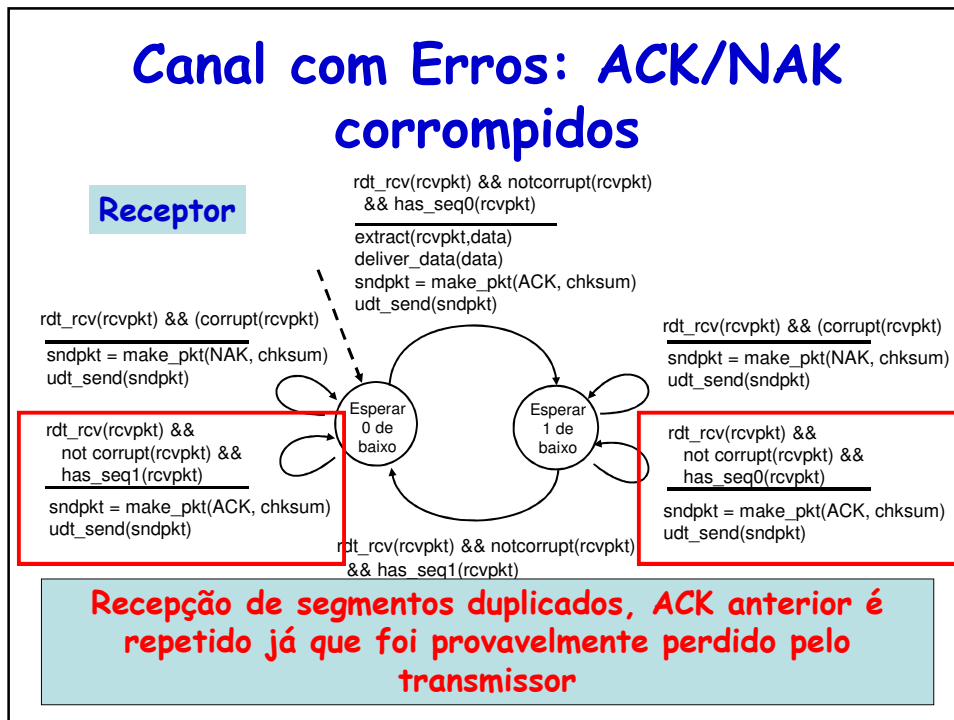 Canal com Erros: ACK/NAK
corrompidos
Receptor
rdt_rcv(rcvpkt) && notcorrupt(rcvpkt)
&& has_seq0(rcvpkt)
extract(rcvpkt,data)
deliver_data(data)
sndpkt = make_pkt(ACK, chksum)
udt_send(sndpkt)
rdt_rcv(rcvpkt) && (corrupt(rcvpkt)
sndpkt = make_pkt(NAK, chksum)
udt_send(sndpkt)
rdt_rcv(rcvpkt) &&
not corrupt(rcvpkt) &&
has_seq1(rcvpkt)
sndpkt = make_pkt(ACK, chksum)
udt_send(sndpkt)
Esperar
0 de
baixo
Esperar
1 de
baixo
rdt_rcv(rcvpkt) && (corrupt(rcvpkt)
sndpkt = make_pkt(NAK, chksum)
udt_send(sndpkt)
rdt_rcv(rcvpkt) &&
not corrupt(rcvpkt) &&
has_seq0(rcvpkt)
sndpkt = make_pkt(ACK, chksum)
udt_send(sndpkt)
rdt_rcv(rcvpkt) && notcorrupt(rcvpkt)
&& has_seq1(rcvpkt)
Recepção de segmentos duplicados, ACK anterior é
repetido já que foi provavelmente perdido pelo
transmissor